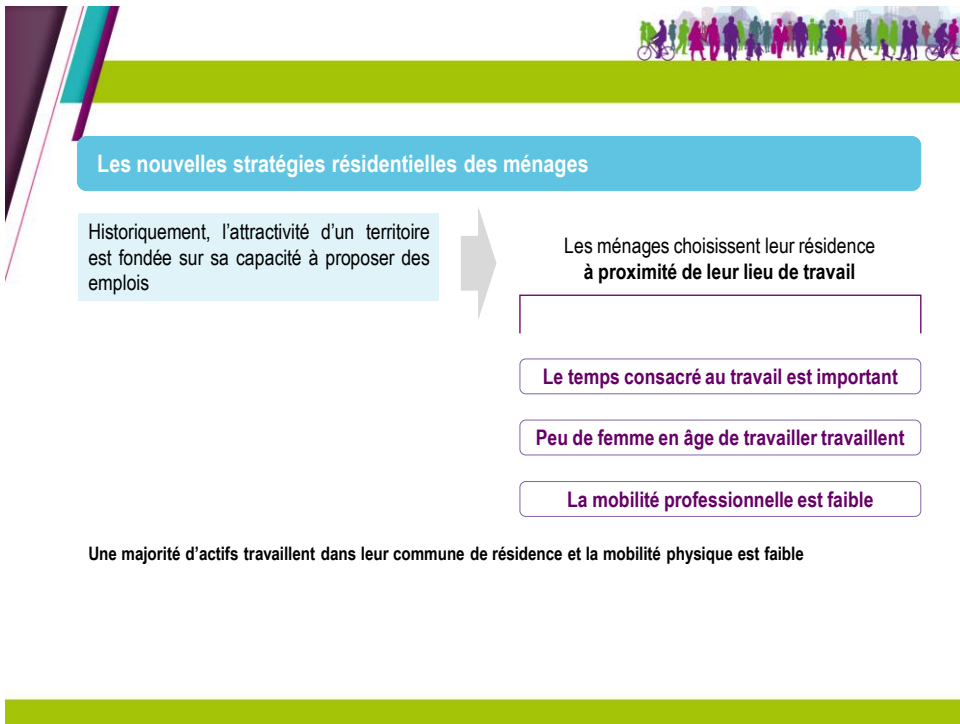 Les nouvelles stratégies résidentielles des ménages
Historiquement, l’attractivité d’un territoire
est fondée sur sa capacité à proposer des
emplois
Les ménages choisissent leur résidence
à proximité de leur lieu de travail
Le temps consacré au travail est important
Peu de femme en âge de travailler travaillent
La mobilité professionnelle est faible
Une majorité d’actifs travaillent dans leur commune de résidence et la mobilité physique est faible